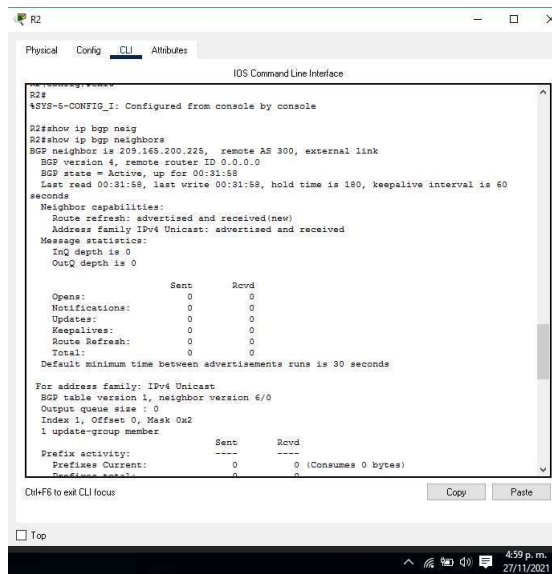 R2
Physical Config CLI Attributes
IOS Command Line Interface
R2#
%SYS-5-CONFIG_I: Configured from console by console
R2#show ip bgp neig
R2#show ip bgp neighbors
BGP neighbor is 209.165.200.225, remote AS 300, external link
BGP version 4, remote router ID 0.0.0.0
BGP state = Active, up for 00:31:58
Last read 00:31:58, last write 00:31:58, hold time is 180, keepalive interval is 60
seconds
Neighbor capabilities:
Route refresh: advertised and received(new)
Address family IPv4 Unicast: advertised and received
Message statistics:
InQ depth is 0
OutQ depth is 0
Sent Rcvd
Opens: 0 0
Notifications: 0 0
Updates: 0 0
Keepalives: 0 0
Route Refresh: 0 0
Total: 0 0
Default minimum time between advertisements runs is 30 seconds
For address family: IPv4 Unicast
BGP table version 1, neighbor version 6/0
Output queue size : 0
Index 1, Offset 0, Mask 0x2
1 update-group member
Sent Rcvd
Prefix activity: ---- ----
Prefixes Current: 0 0 (Consumes 0 bytes)
Prefixes total: 0 0
Ctrl+F6 to exit CLI focus
Copy Paste
Top
4:59 p. m.
27/11/2021